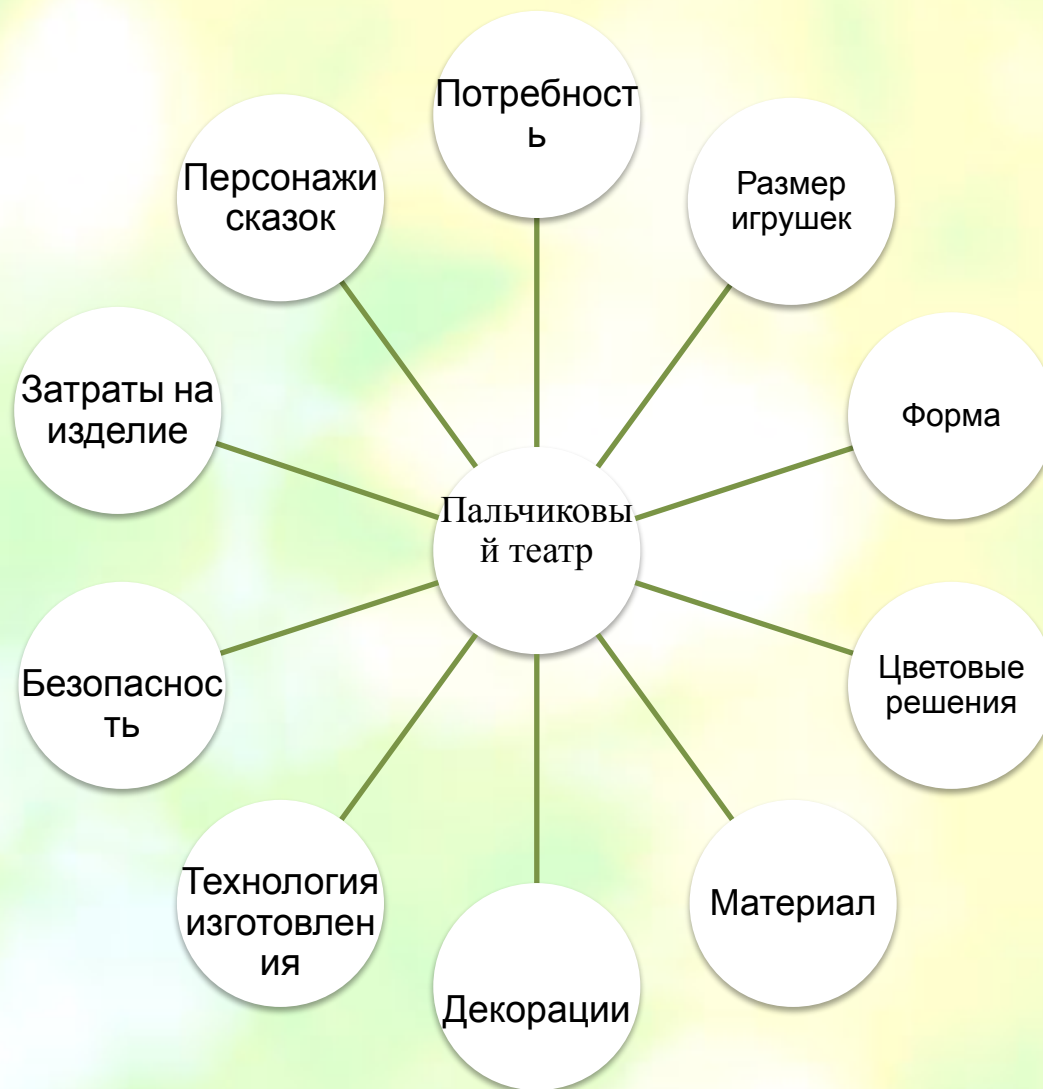 Потребност
ь
Размер
игрушек
Форма
Цветовые
решения
Материал
Декорации
Технология
изготовлен
ия
Безопаснос
ть
Затраты на
изделие
Персонажи
сказок
Пальчиковы
й театр